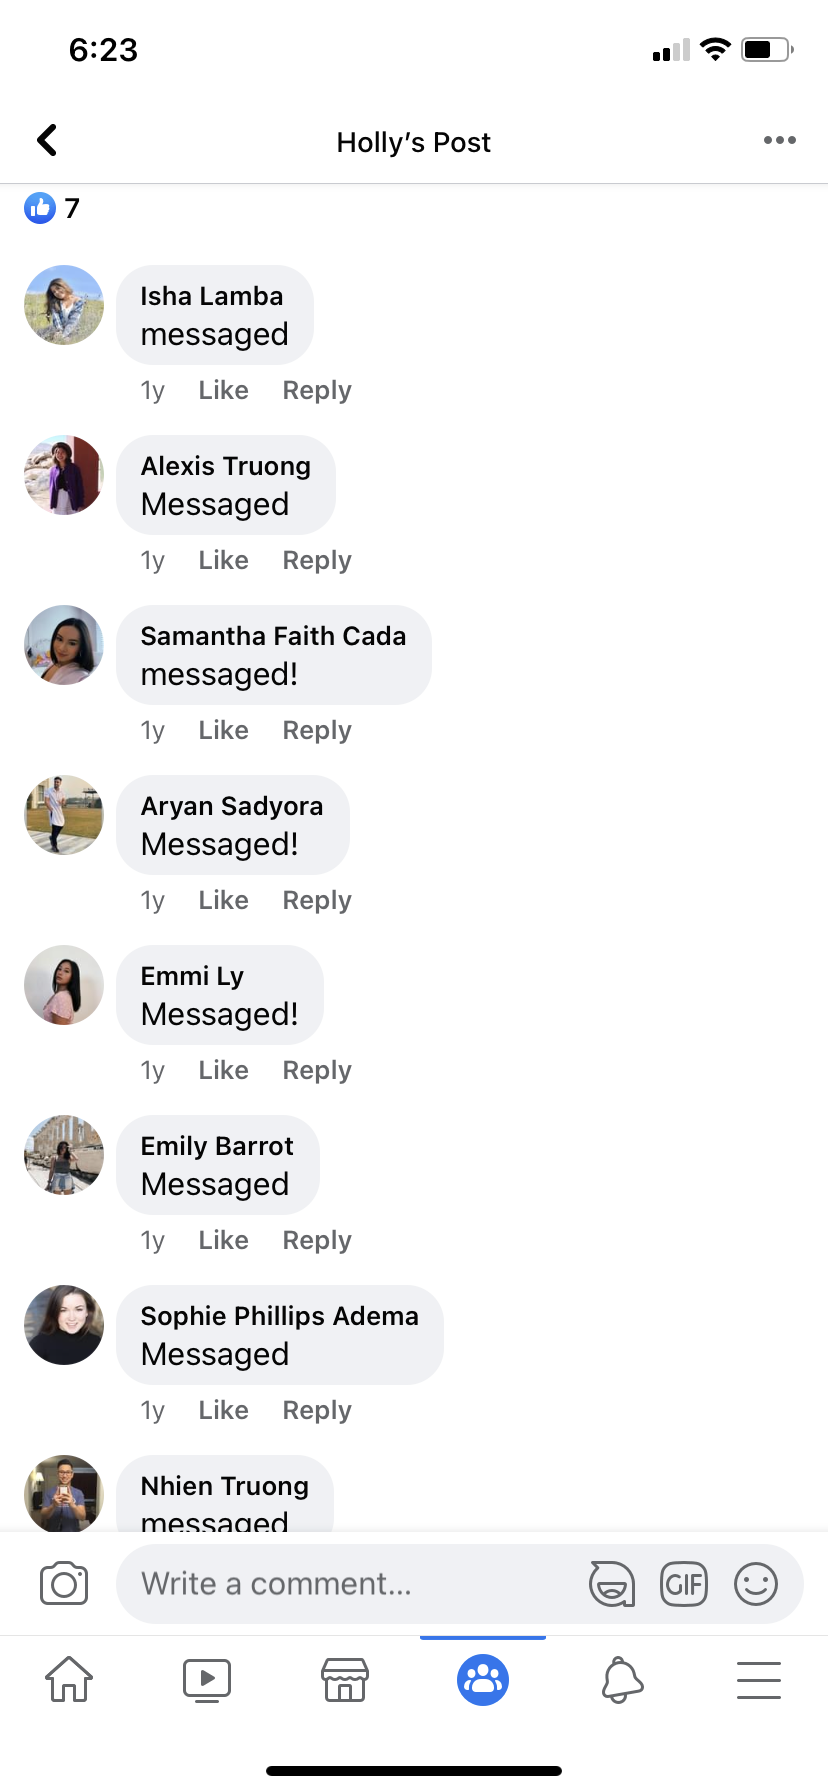 6:23
Holly’s Post
7
Isha Lamba
messaged
1y Like Reply
Alexis Truong
Messaged
1y Like Reply
Samantha Faith Cada
messaged!
1y Like Reply
Aryan Sadyora
Messaged!
1y Like Reply
Emmi Ly
Messaged!
1y Like Reply
Emily Barrot
Messaged
1y Like Reply
Sophie Phillips Adema
Messaged
1y Like Reply
Nhien Truong
messaged
Write a comment...
GIF